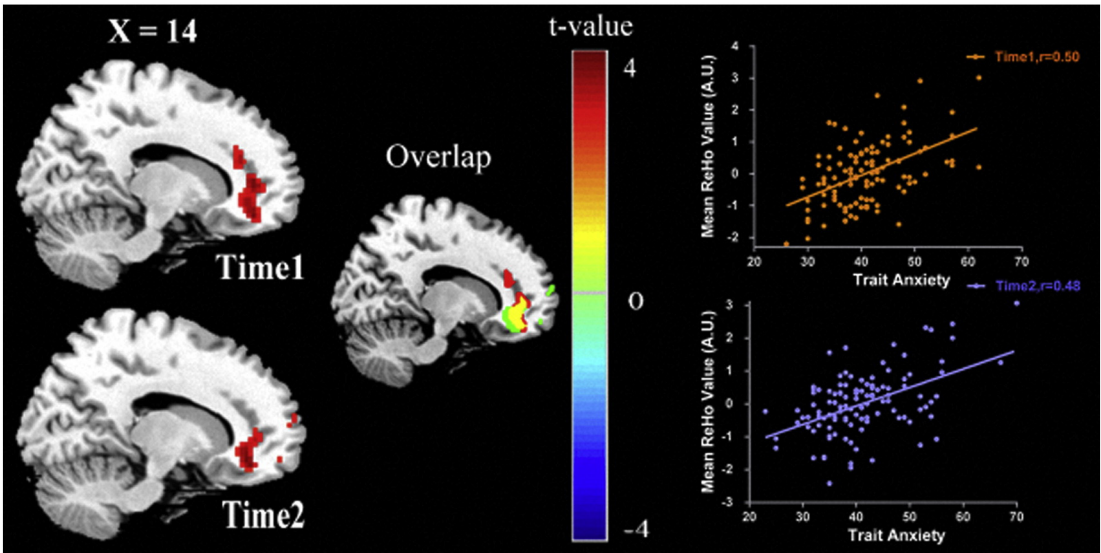 X = 14
Time1
Time2
Overlap
t-value
4
0
-4
Time1,r=0.50
Mean ReHo Value (A.U.)
4
3
2
1
0
-1
-2
20 30 40 50 60 70
Trait Anxiety
Time2,r=0.48
Mean ReHo Value (A.U.)
3
2
1
0
-1
-2
-3
20 30 40 50 60 70
Trait Anxiety